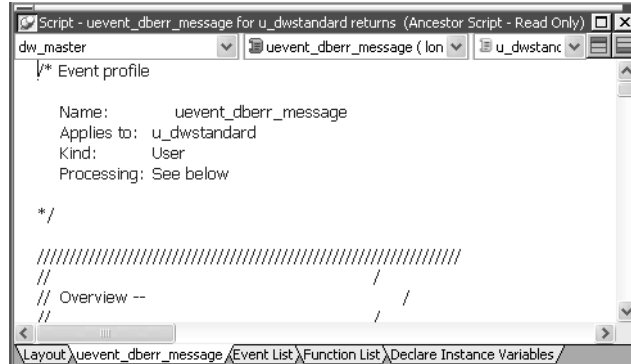 Script - uevent_dberr_message for u_dwstandard returns (Ancestor Script - Read Only)
dw_master uevent_dberr_message ( lon u_dwstanc
/* Event profile
Name: uevent_dberr_message
Applies to: u_dwstandard
Kind: User
Processing: See below
*/
/////////////////////////////////////////////////////////////////
// /
// Overview -- /
// /
Layout uevent_dberr_message Event List Function List Declare Instance Variables